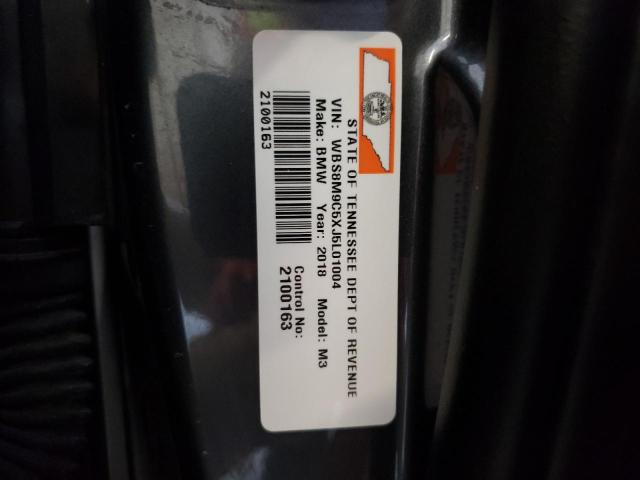 STATE OF TENNESSEE DEPT OF REVENUE
VIN: WBS8M9C5XJ5L01004
Make: BMW Year: 2018 Model: M3
2100163
Control No:
2100163